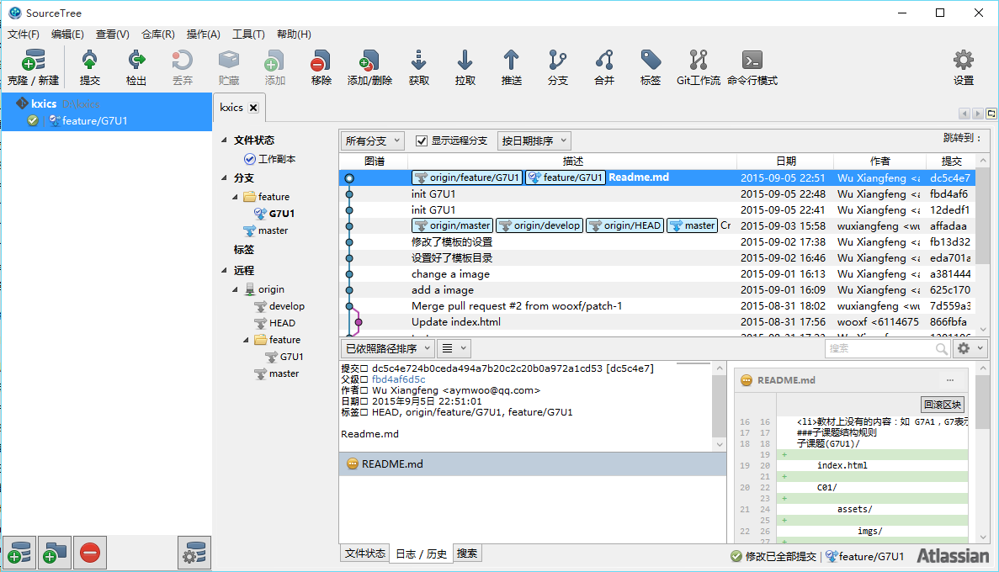 SourceTree
文件(F) 编辑(E) 查看(V) 仓库(R) 操作(A) 工具(T) 帮助(H)
克隆 / 新建 提交 检出 丢弃 贮藏 添加 移除 添加/删除 获取 拉取 推送 分支 合并 标签 Git工作流 命令行模式 设置
kxics D:\kxics
feature/G7U1
kxics
文件状态
工作副本
分支
feature
G7U1
master
标签
远程
origin
develop
HEAD
feature
G7U1
master
所有分支 显示远程分支 按日期排序 跳转到：
图谱 描述 日期 作者 提交
origin/feature/G7U1 feature/G7U1 Readme.md 2015-09-05 22:51 Wu Xiangfeng <a dc5c4e7
init G7U1 2015-09-05 22:48 Wu Xiangfeng <a fbd4af6
init G7U1 2015-09-05 22:41 Wu Xiangfeng <a 12dedf1
origin/master origin/develop origin/HEAD master Cr 2015-09-03 15:58 wuxiangfeng <wu affadaa
修改了模板的设置 2015-09-02 17:38 Wu Xiangfeng <a fb13d32
设置好了模板目录 2015-09-02 16:46 Wu Xiangfeng <a eda701a
change a image 2015-09-01 16:13 Wu Xiangfeng <a a381444
add a image 2015-09-01 16:09 Wu Xiangfeng <a 625c170
Merge pull request #2 from wooxf/patch-1 2015-08-31 18:02 wuxiangfeng <wu 7d559a3
Update index.html 2015-08-31 17:56 wooxf <6114675 866fbfa
已依照路径排序 搜索
提交 dc5c4e724b0ceda494a7b20c2c20b0a972a1cd53 [dc5c4e7]
父级 fbd4af6d5c
作者 Wu Xiangfeng <aymwoo@qq.com>
日期 2015年9月5日 22:51:01
标签 HEAD, origin/feature/G7U1, feature/G7U1
Readme.md
README.md
README.md ...
回滚区块
16 16 <li>教材上没有的内容：如 G7A1，G7表示
17 17 ###子课题结构规则
18 18 子课题(G7U1)/
19 +
19 20 index.html
21 +
20 22 C01/
23 +
21 24 assets/
25 +
22 26 imgs/
27 +
文件状态 日志 / 历史 搜索
修改已全部提交 feature/G7U1 Atlassian